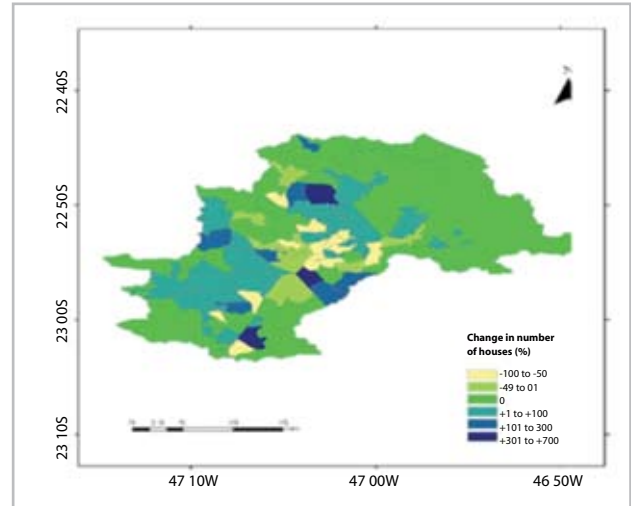 22 40S
22 50S
23 00S
23 10S
47 10W
47 00W
46 50W
Change in number
of houses (%)
-100 to -50
-49 to 01
0
+1 to +100
+101 to 300
+301 to +700